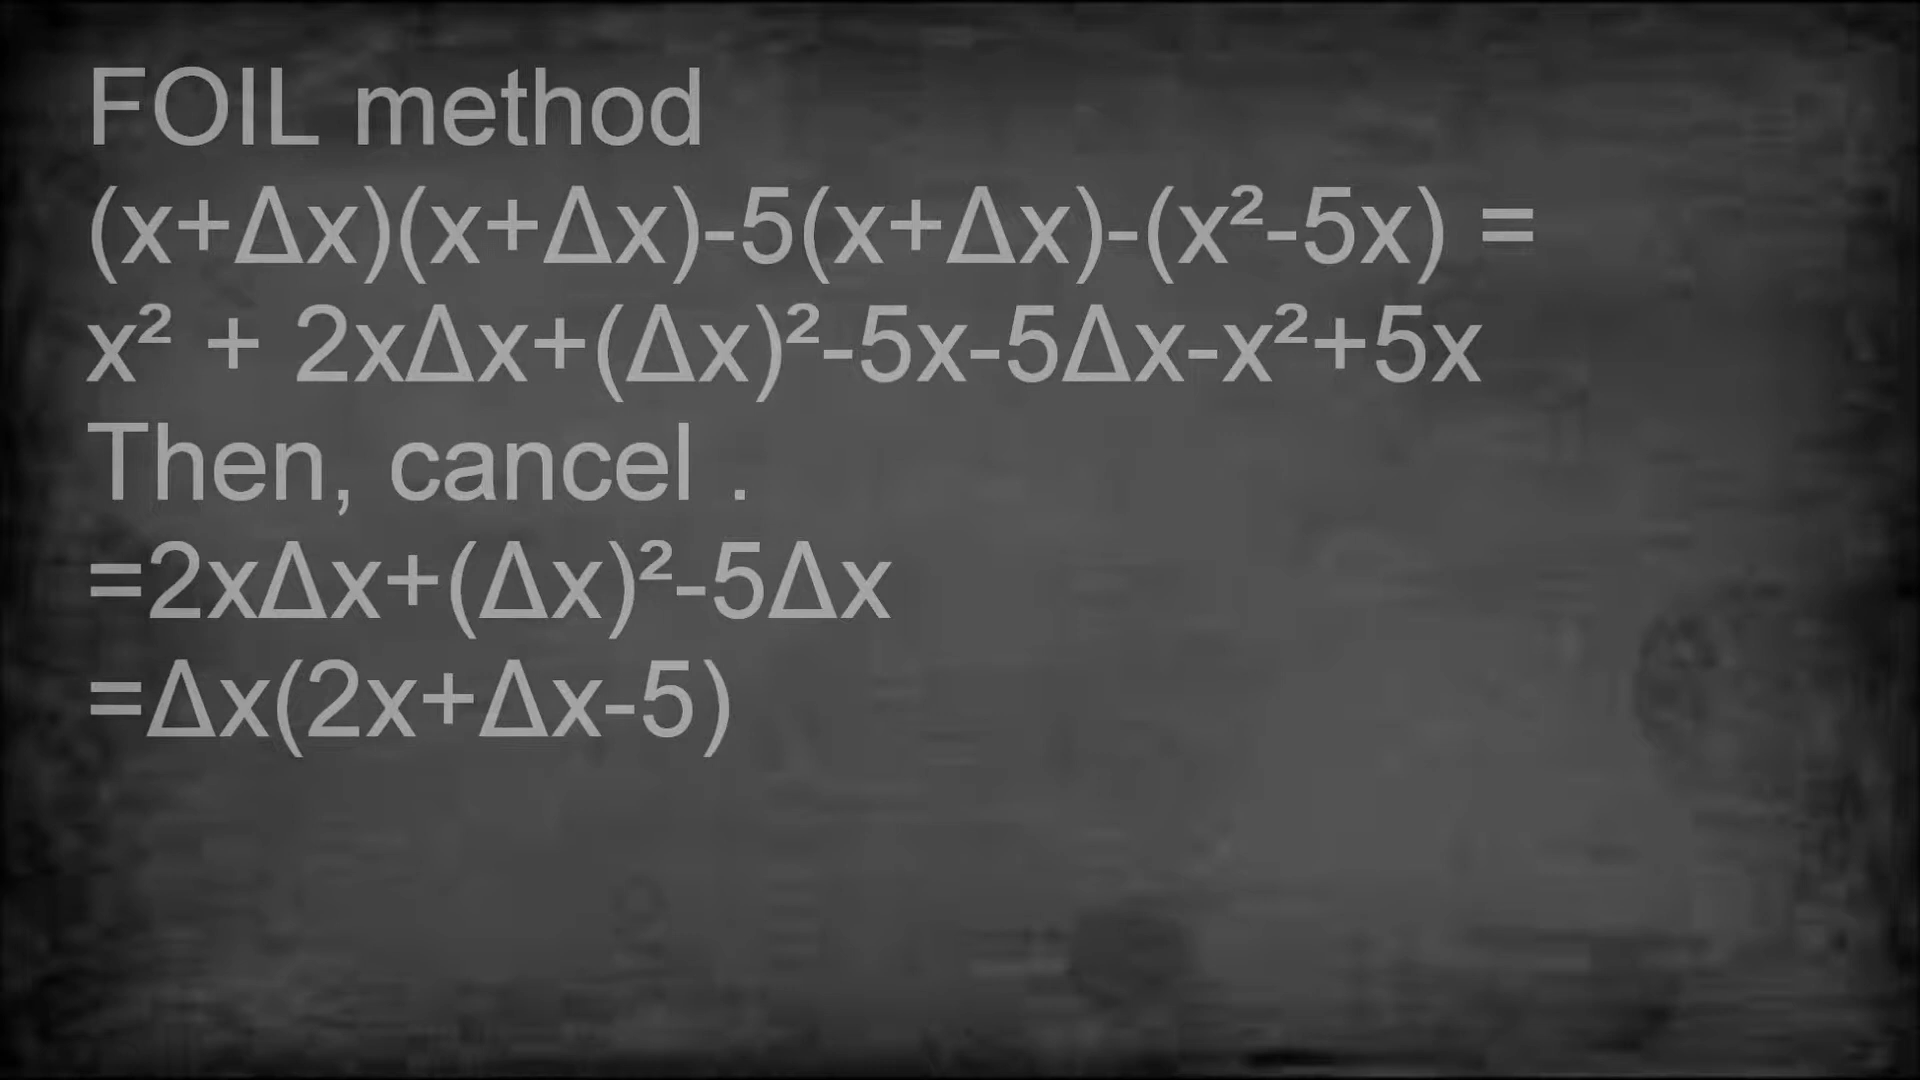 FOIL method
(x+Δx)(x+Δx)-5(x+Δx)-(x²-5x) =
x² + 2xΔx+(Δx)²-5x-5Δx-x²+5x
Then, cancel .
=2xΔx+(Δx)²-5Δx
=Δx(2x+Δx-5)